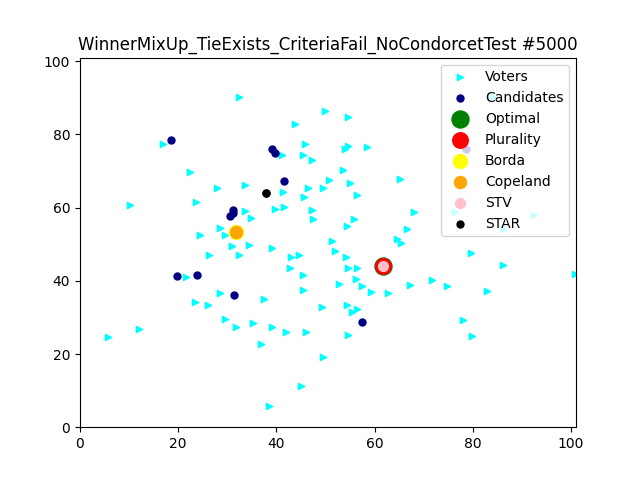 WinnerMixUp_TieExists_CriteriaFail_NoCondorcetTest #5000
100
80
60
40
20
0
0
20
40
60
80
100
Voters
Candidates
Optimal
Plurality
Borda
Copeland
STV
STAR